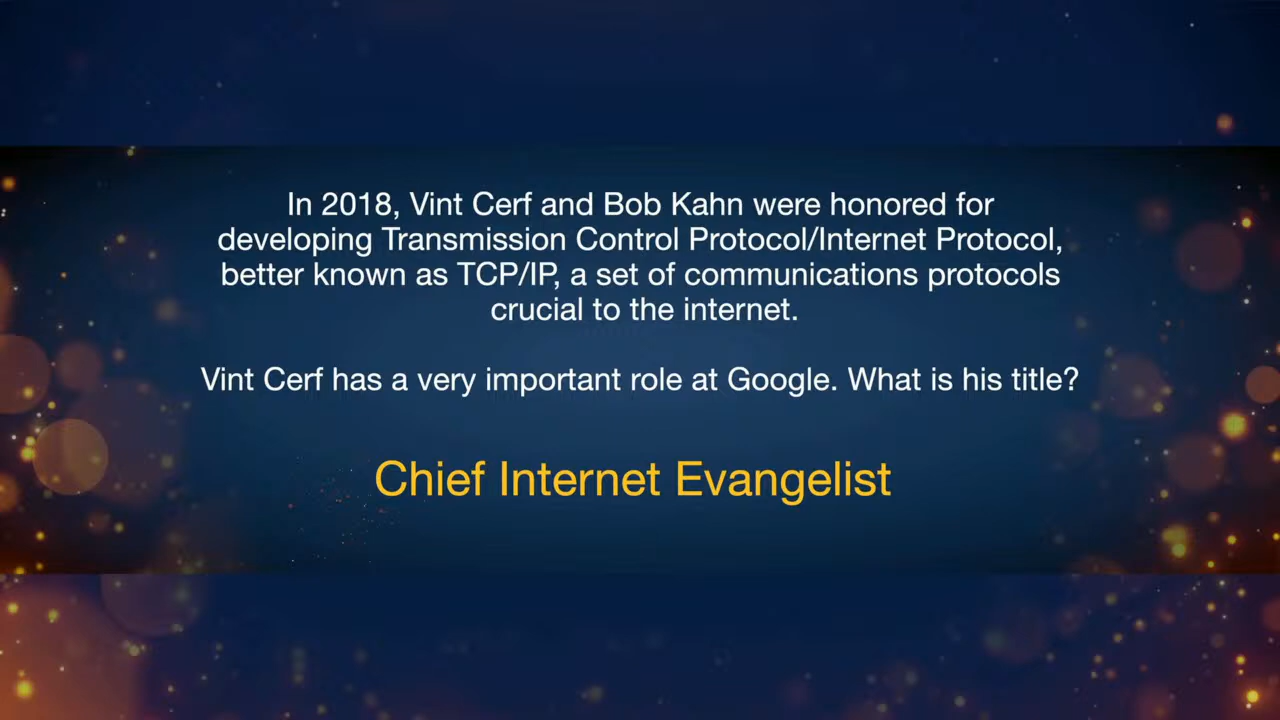 In 2018, Vint Cerf and Bob Kahn were honored for
developing Transmission Control Protocol/Internet Protocol,
better known as TCP/IP, a set of communications protocols
crucial to the internet.
Vint Cerf has a very important role at Google. What is his title?
Chief Internet Evangelist